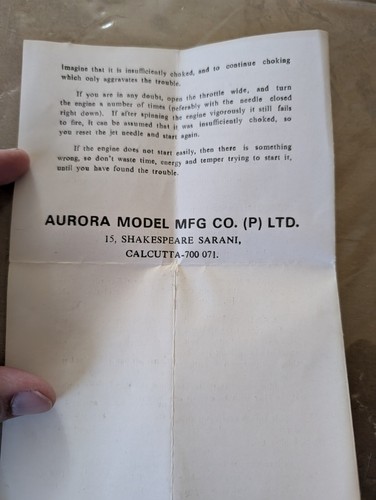 Imagine that it is insufficiently choked, and to continue choking
which only aggravates the trouble.
If you are in any doubts, open the throttle wide, and turn
the engine a number of times (preferably with the needle closed
right down). If after spinning the engine vigorously it still fails
to fire, it can be assumed that it was insufficiently choked, so
you reset the jet needle and start again.
If the engine does not start easily, then there is something
wrong, so don't waste time, energy and temper trying to start it,
until you have found the trouble.
AURORA MODEL MFG CO. (P) LTD.
15, SHAKESPEARE SARANI,
CALCUTTA-700 071.